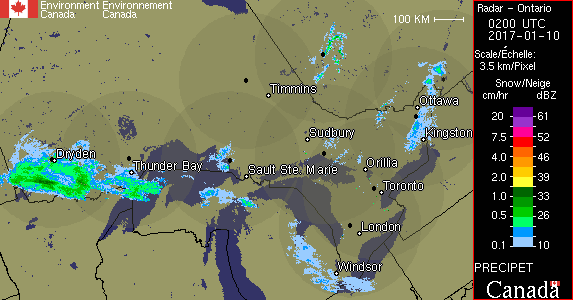 Environment Environnement
Canada Canada
100 KM
Timmins
Ottawa
Sudbury
Kingston
Dryden
Thunder Bay
Sault Ste. Marie
Orillia
Toronto
London
Windsor
Radar - Ontario
0200 UTC
2017-01-10
Scale/Échelle:
3.5 km/Pixel
Snow/Neige
cm/hr dBZ
20 61
7.5 52
4.0 46
2.0 39
1.0 33
0.5 26
0.1 10
PRECIPET
Canada